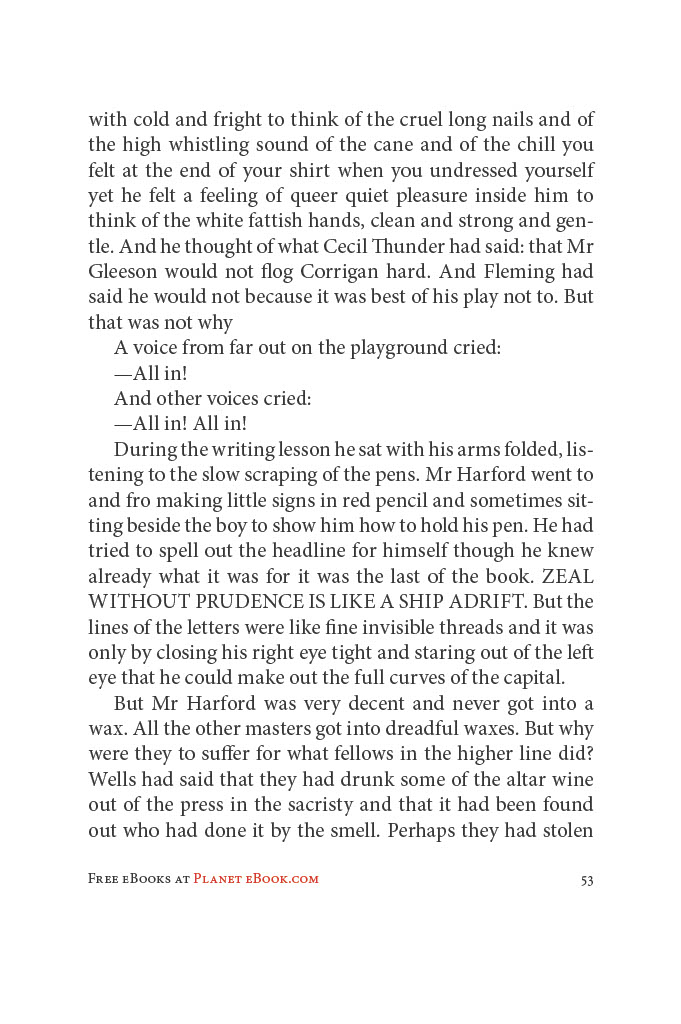 with cold and fright to think of the cruel long nails and of
the high whistling sound of the cane and of the chill you
felt at the end of your shirt when you undressed yourself
yet he felt a feeling of queer quiet pleasure inside him to
think of the white fattish hands, clean and strong and gen-
tle. And he thought of what Cecil Thunder had said: that Mr
Gleeson would not flog Corrigan hard. And Fleming had
said he would not because it was best of his play not to. But
that was not why
A voice from far out on the playground cried:
—All in!
And other voices cried:
—All in! All in!
During the writing lesson he sat with his arms folded, lis-
tening to the slow scraping of the pens. Mr Harford went to
and fro making little signs in red pencil and sometimes sit-
ting beside the boy to show him how to hold his pen. He had
tried to spell out the headline for himself though he knew
already what it was for it was the last of the book. ZEAL
WITHOUT PRUDENCE IS LIKE A SHIP ADRIFT. But the
lines of the letters were like fine invisible threads and it was
only by closing his right eye tight and staring out of the left
eye that he could make out the full curves of the capital.
But Mr Harford was very decent and never got into a
wax. All the other masters got into dreadful waxes. But why
were they to suffer for what fellows in the higher line did?
Wells had said that they had drunk some of the altar wine
out of the press in the sacristy and that it had been found
out who had done it by the smell. Perhaps they had stolen
Free eBooks at Planet eBook.com 53